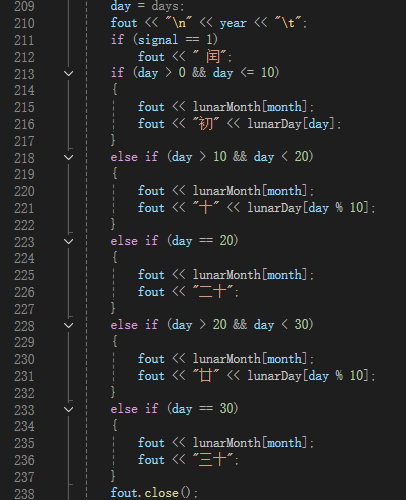 209 day = days;
210 fout << "\n" << year << "\t";
211 if (signal == 1)
212 fout << " 闰";
213 if (day > 0 && day <= 10)
214 {
215 fout << lunarMonth[month];
216 fout << "初" << lunarDay[day];
217 }
218 else if (day > 10 && day < 20)
219 {
220 fout << lunarMonth[month];
221 fout << "十" << lunarDay[day % 10];
222 }
223 else if (day == 20)
224 {
225 fout << lunarMonth[month];
226 fout << "二十";
227 }
228 else if (day > 20 && day < 30)
229 {
230 fout << lunarMonth[month];
231 fout << "廿" << lunarDay[day % 10];
232 }
233 else if (day == 30)
234 {
235 fout << lunarMonth[month];
236 fout << "三十";
237 }
238 fout.close();